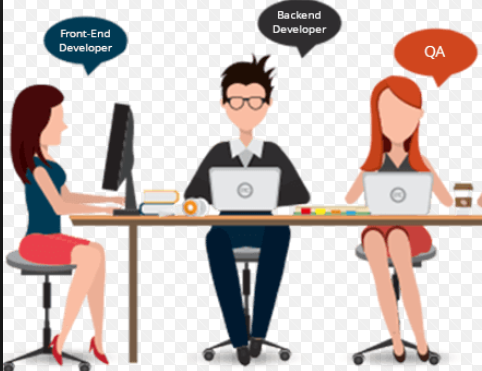 Front-End
Developer
Backend
Developer
QA